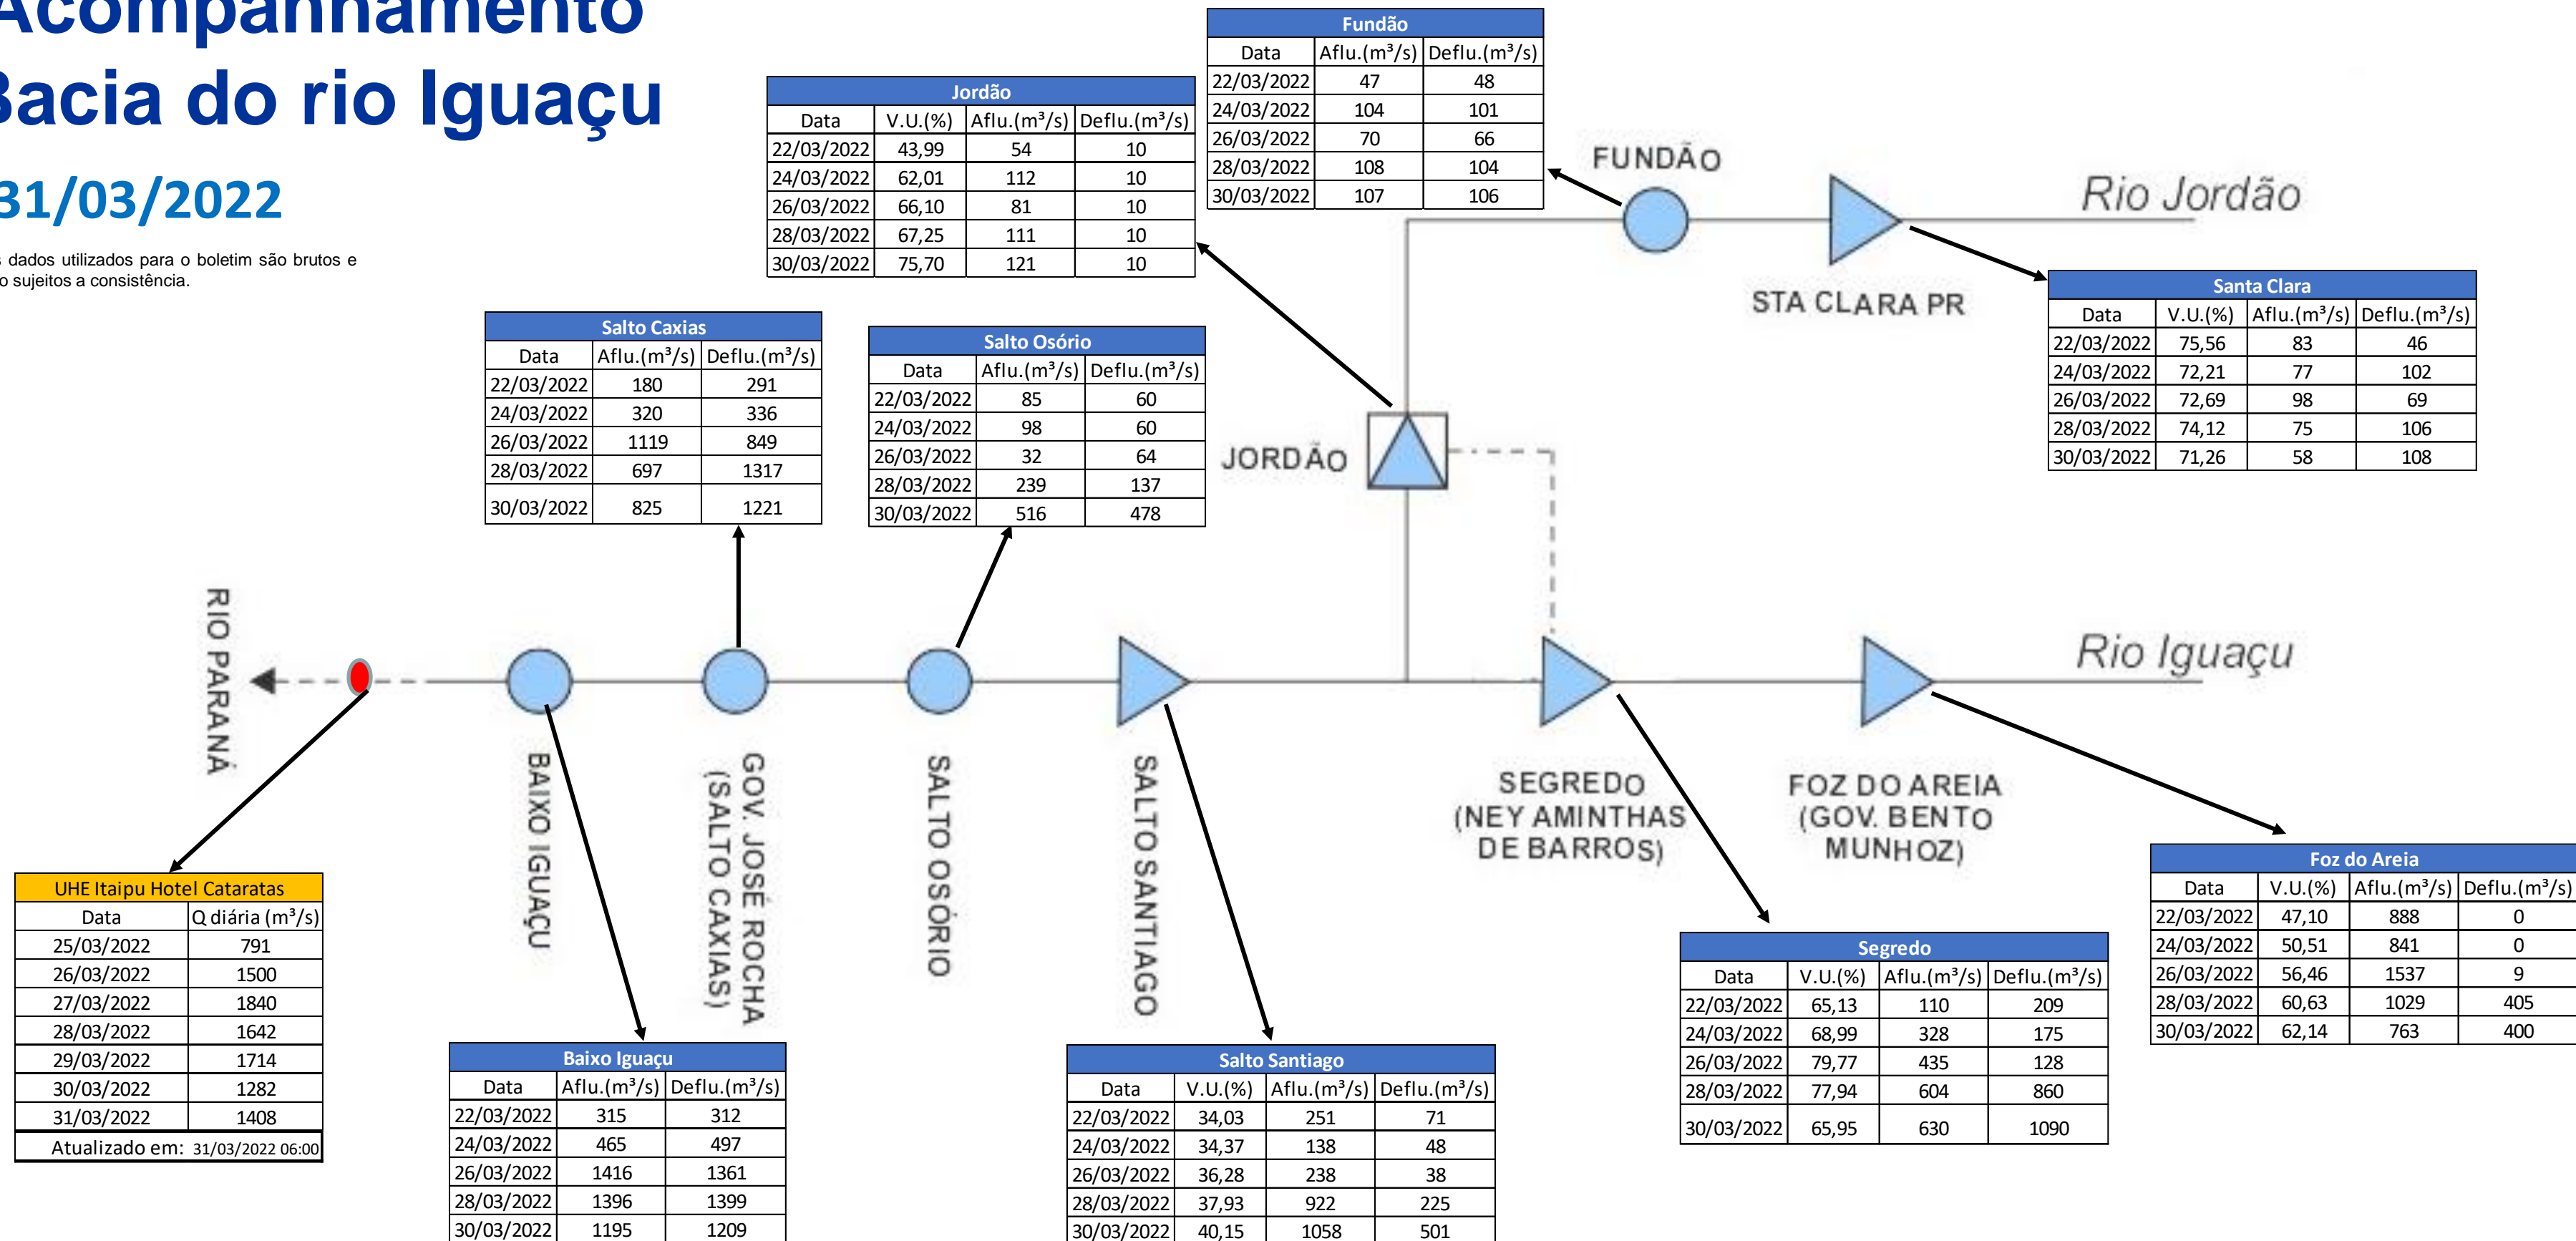 Acompanhamento
Bacia do rio Iguaçu
31/03/2022
s dados utilizados para o boletim são brutos e
o sujeitos a consistência.
Fundão
Data Aflu.(m³/s) Deflu.(m³/s)
22/03/2022 47 48
24/03/2022 104 101
26/03/2022 70 66
28/03/2022 108 104
30/03/2022 107 106
Jordão
Data V.U.(%) Aflu.(m³/s) Deflu.(m³/s)
22/03/2022 43,99 54 10
24/03/2022 62,01 112 10
26/03/2022 66,10 81 10
28/03/2022 67,25 111 10
30/03/2022 75,70 121 10
FUNDÃO
Rio Jordão
STA CLARA PR
Santa Clara
Data V.U.(%) Aflu.(m³/s) Deflu.(m³/s)
22/03/2022 75,56 83 46
24/03/2022 72,21 77 102
26/03/2022 72,69 98 69
28/03/2022 74,12 75 106
30/03/2022 71,26 58 108
Salto Caxias
Data Aflu.(m³/s) Deflu.(m³/s)
22/03/2022 180 291
24/03/2022 320 336
26/03/2022 1119 849
28/03/2022 697 1317
30/03/2022 825 1221
Salto Osório
Data Aflu.(m³/s) Deflu.(m³/s)
22/03/2022 85 60
24/03/2022 98 60
26/03/2022 32 64
28/03/2022 239 137
30/03/2022 516 478
JORDÃO
RIO PARANÁ
Rio Iguaçu
BAIXO IGUAÇU
GOV. JOSÉ ROCHA
(SALTO CAXIAS)
SALTO OSÓRIO
SALTO SANTIAGO
SEGREDO
(NEY AMINTHAS
DE BARROS)
FOZ DO AREIA
(GOV. BENTO
MUNHOZ)
UHE Itaipu Hotel Cataratas
Data Q diária (m³/s)
25/03/2022 791
26/03/2022 1500
27/03/2022 1840
28/03/2022 1642
29/03/2022 1714
30/03/2022 1282
31/03/2022 1408
Atualizado em: 31/03/2022 06:00
Baixo Iguaçu
Data Aflu.(m³/s) Deflu.(m³/s)
22/03/2022 315 312
24/03/2022 465 497
26/03/2022 1416 1361
28/03/2022 1396 1399
30/03/2022 1195 1209
Salto Santiago
Data V.U.(%) Aflu.(m³/s) Deflu.(m³/s)
22/03/2022 34,03 251 71
24/03/2022 34,37 138 48
26/03/2022 36,28 238 38
28/03/2022 37,93 922 225
30/03/2022 40,15 1058 501
Segredo
Data V.U.(%) Aflu.(m³/s) Deflu.(m³/s)
22/03/2022 65,13 110 209
24/03/2022 68,99 328 175
26/03/2022 79,77 435 128
28/03/2022 77,94 604 860
30/03/2022 65,95 630 1090
Foz do Areia
Data V.U.(%) Aflu.(m³/s) Deflu.(m³/s)
22/03/2022 47,10 888 0
24/03/2022 50,51 841 0
26/03/2022 56,46 1537 9
28/03/2022 60,63 1029 405
30/03/2022 62,14 763 400